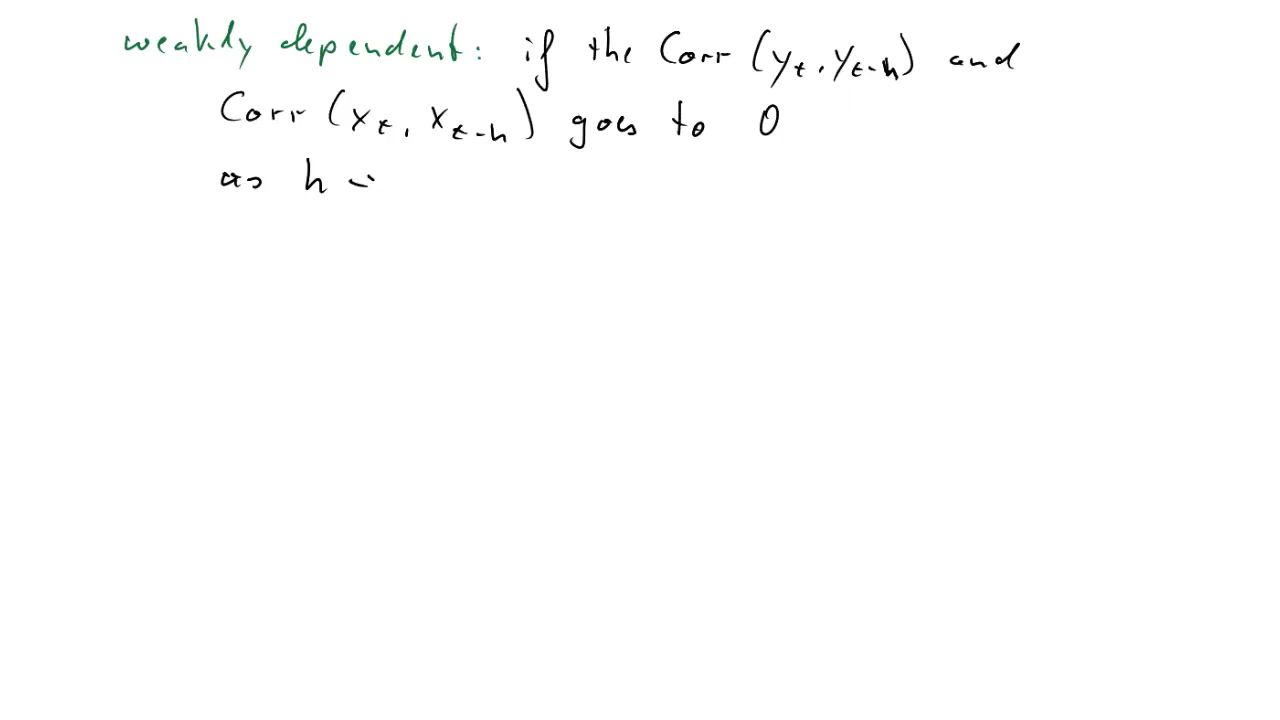 weakly dependent: if the Corr (yt, yt-h) and
Corr (xt, xt-h) goes to 0
as h